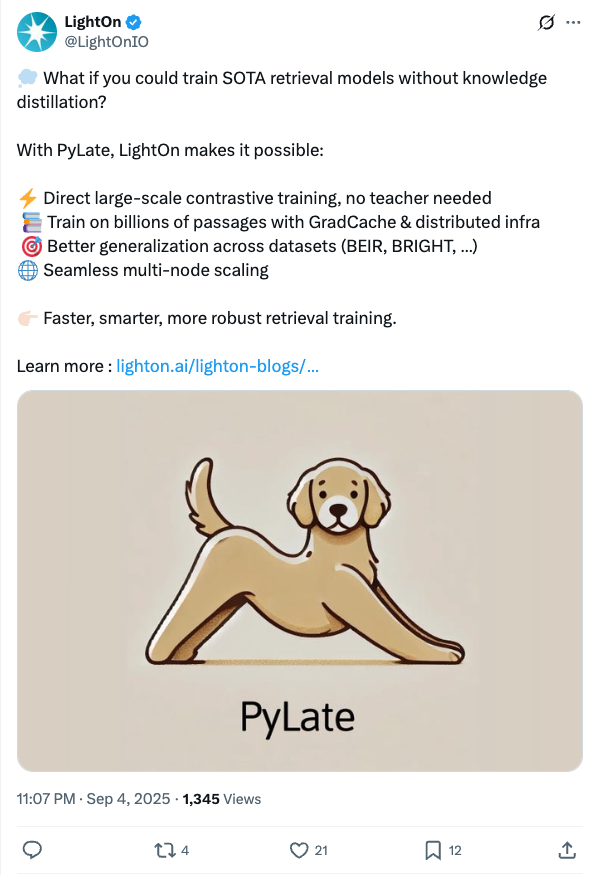 LightOn
@LightOnIO
💭 What if you could train SOTA retrieval models without knowledge
distillation?
With PyLate, LightOn makes it possible:
⚡ Direct large-scale contrastive training, no teacher needed
📚 Train on billions of passages with GradCache & distributed infra
🎯 Better generalization across datasets (BEIR, BRIGHT, ...)
🌐 Seamless multi-node scaling
👉🏻 Faster, smarter, more robust retrieval training.
Learn more : lighton.ai/lighton-blogs/...
PyLate
11:07 PM · Sep 4, 2025 · 1,345 Views
4 21 12